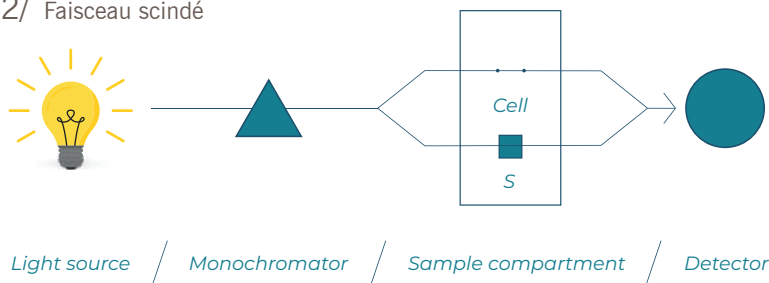 2/ Faisceau scindé
Cell
S
Light source / Monochromator / Sample compartment / Detector